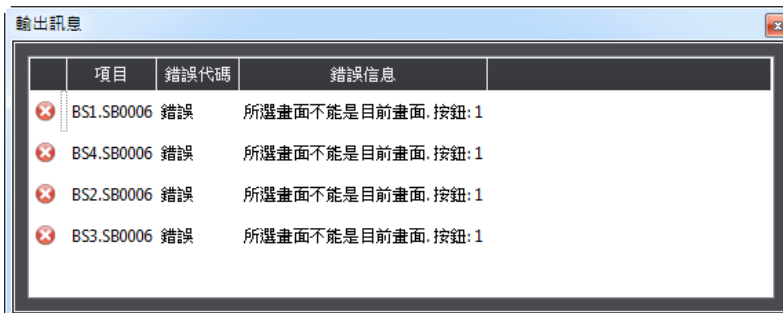 輸出訊息
項目 錯誤代碼 錯誤信息
BS1.SB0006 錯誤 所選畫面不能是目前畫面.按鈕:1
BS4.SB0006 錯誤 所選畫面不能是目前畫面.按鈕:1
BS2.SB0006 錯誤 所選畫面不能是目前畫面.按鈕:1
BS3.SB0006 錯誤 所選畫面不能是目前畫面.按鈕:1